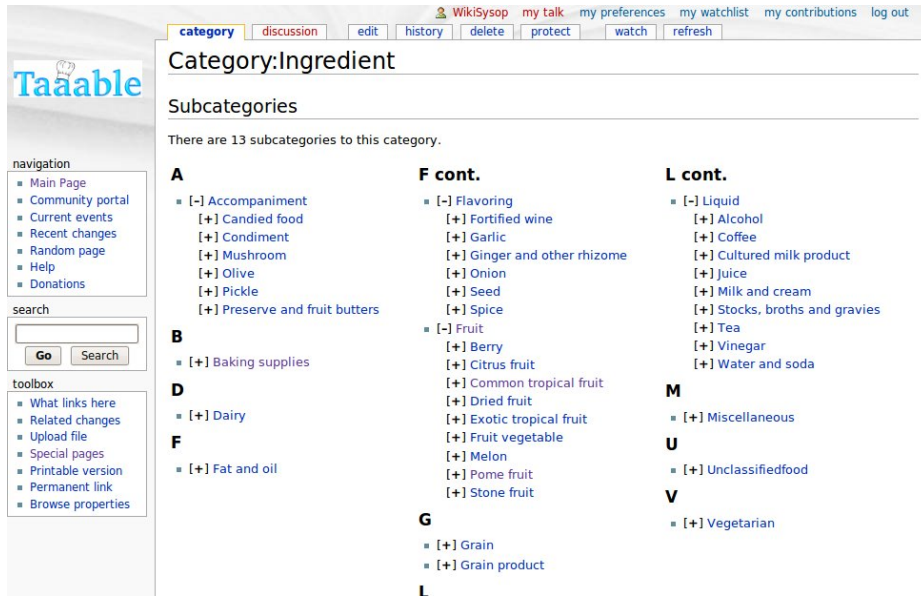 WikiSysop my talk my preferences my watchlist my contributions log out
category discussion edit history delete protect watch refresh
Taaable
Category:Ingredient
Subcategories
There are 13 subcategories to this category.
navigation
Main Page
Community portal
Current events
Recent changes
Random page
Help
Donations
search
Go Search
toolbox
What links here
Related changes
Upload file
Special pages
Printable version
Permanent link
Browse properties
A
[-] Accompaniment
[+] Candied food
[+] Condiment
[+] Mushroom
[+] Olive
[+] Pickle
[+] Preserve and fruit butters
B
[+] Baking supplies
D
[+] Dairy
F
[+] Fat and oil
F cont.
[-] Flavoring
[+] Fortified wine
[+] Garlic
[+] Ginger and other rhizome
[+] Onion
[+] Seed
[+] Spice
[-] Fruit
[+] Berry
[+] Citrus fruit
[+] Common tropical fruit
[+] Dried fruit
[+] Exotic tropical fruit
[+] Fruit vegetable
[+] Melon
[+] Pome fruit
[+] Stone fruit
G
[+] Grain
[+] Grain product
L
L cont.
[-] Liquid
[+] Alcohol
[+] Coffee
[+] Cultured milk product
[+] Juice
[+] Milk and cream
[+] Stocks, broths and gravies
[+] Tea
[+] Vinegar
[+] Water and soda
M
[+] Miscellaneous
U
[+] Unclassifiedfood
V
[+] Vegetarian